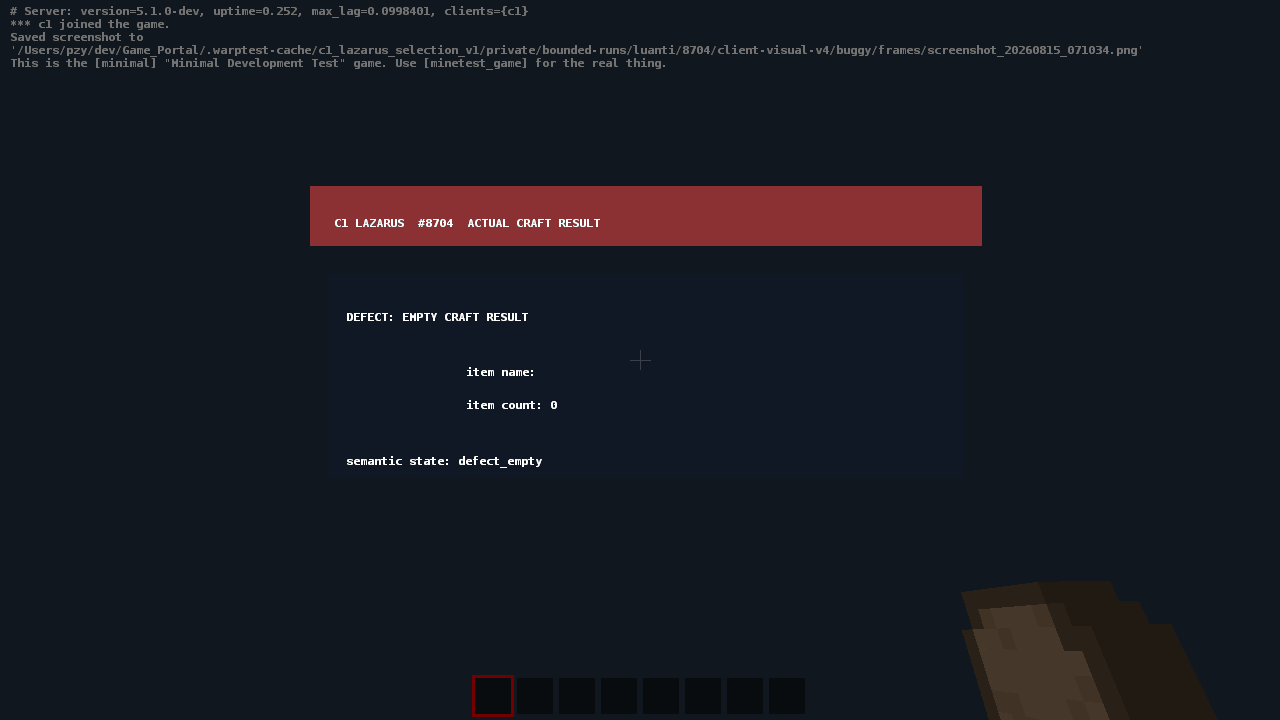 # Server: version=5.1.0-dev, uptime=0.252, max_lag=0.0998401, clients={c1}
*** c1 joined the game.
Saved screenshot to
'/Users/pzy/dev/Game_Portal/.warptest-cache/c1_lazarus_selection_v1/private/bounded-runs/luanti/8704/client-visual-v4/buggy/frames/screenshot_20260815_071034.png'
This is the [minimal] "Minimal Development Test" game. Use [minetest_game] for the real thing.
C1 LAZARUS #8704 ACTUAL CRAFT RESULT
DEFECT: EMPTY CRAFT RESULT
item name:
item count: 0
semantic state: defect_empty